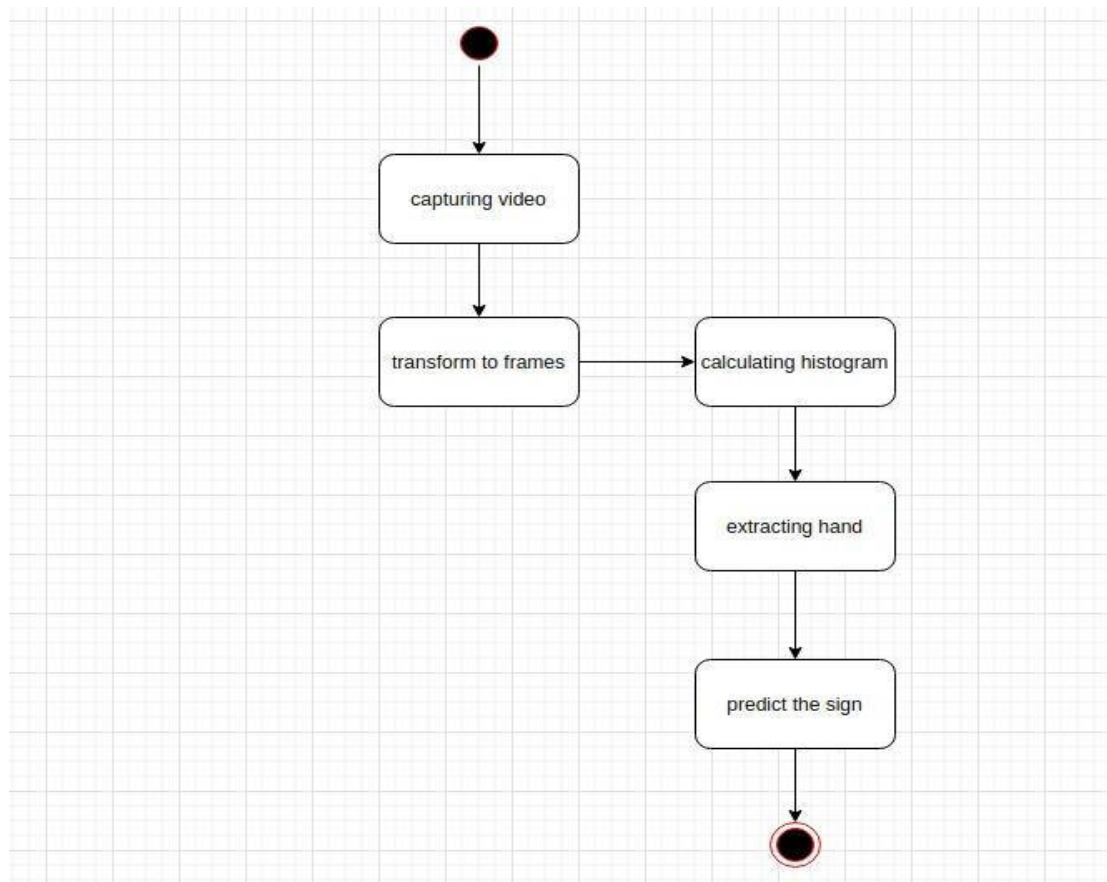 capturing video
transform to frames
calculating histogram
extracting hand
predict the sign